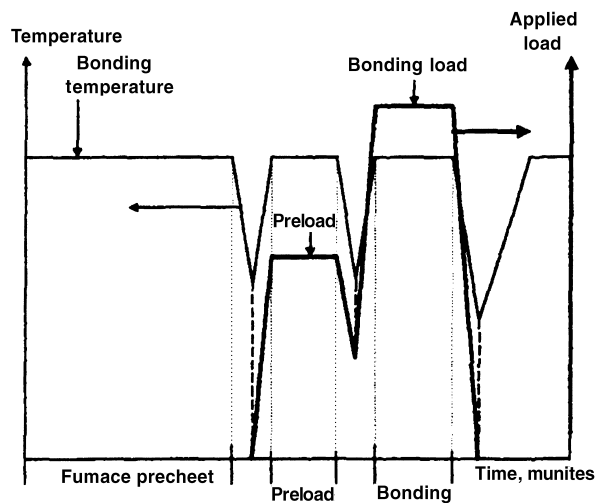 Temperature
Applied
load
Bonding
temperature
Bonding load
Preload
Fumace precheet
Preload
Bonding
Time, munites